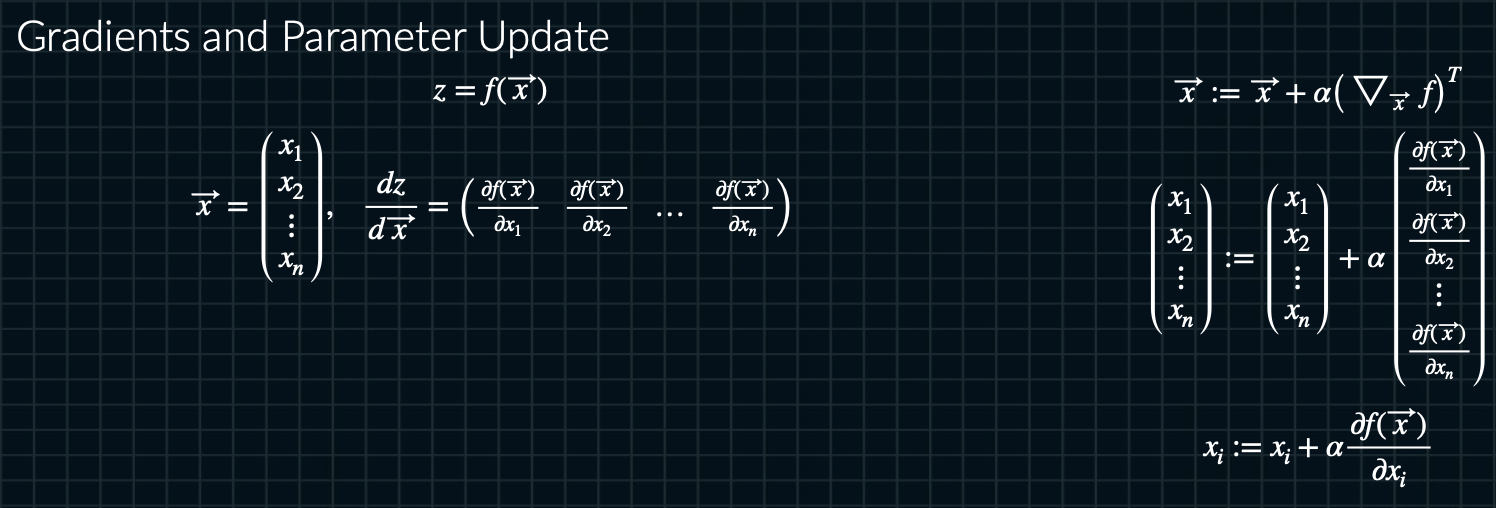 Gradients and Parameter Update
z = f(\vec{x})
\vec{x} = \begin{pmatrix} x_1 \\ x_2 \\ \vdots \\ x_n \end{pmatrix}, \frac{dz}{d\vec{x}} = \begin{pmatrix} \frac{\partial f(\vec{x})}{\partial x_1} & \frac{\partial f(\vec{x})}{\partial x_2} & \dots & \frac{\partial f(\vec{x})}{\partial x_n} \end{pmatrix}
\vec{x} := \vec{x} + \alpha \left( \nabla_{\vec{x}} f \right)^T
\begin{pmatrix} x_1 \\ x_2 \\ \vdots \\ x_n \end{pmatrix} := \begin{pmatrix} x_1 \\ x_2 \\ \vdots \\ x_n \end{pmatrix} + \alpha \begin{pmatrix} \frac{\partial f(\vec{x})}{\partial x_1} \\ \frac{\partial f(\vec{x})}{\partial x_2} \\ \vdots \\ \frac{\partial f(\vec{x})}{\partial x_n} \end{pmatrix}
x_i := x_i + \alpha \frac{\partial f(\vec{x})}{\partial x_i}